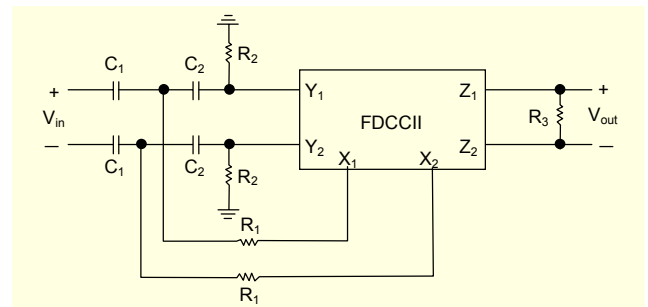 R2
+ C1 C2 Y1 Z1 +
Vin FDCCII R3 Vout
— C1 C2 Y2 X1 X2 Z2 —
R2
R1
R1